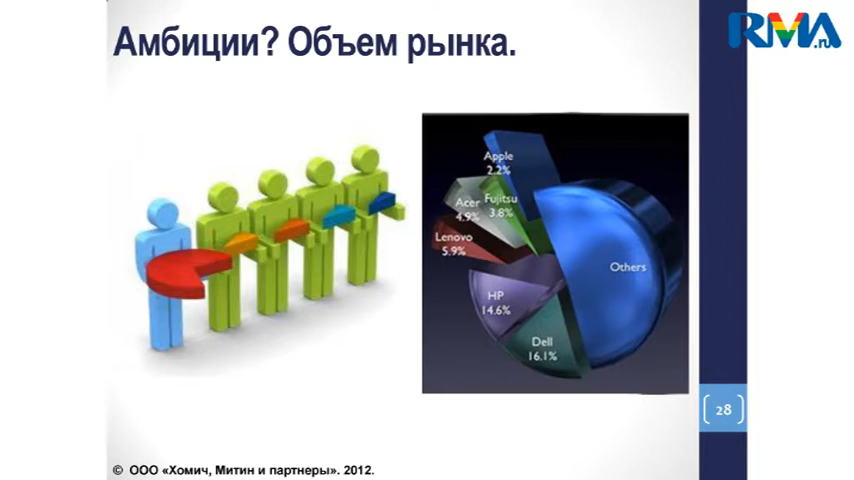 Амбиции? Объем рынка.
RMA.ru
Apple
2.2%
Acer
4.9%
Fujitsu
3.8%
Lenovo
5.9%
Others
HP
14.6%
Dell
16.1%
28
© ООО «Хомич, Митин и партнеры». 2012.